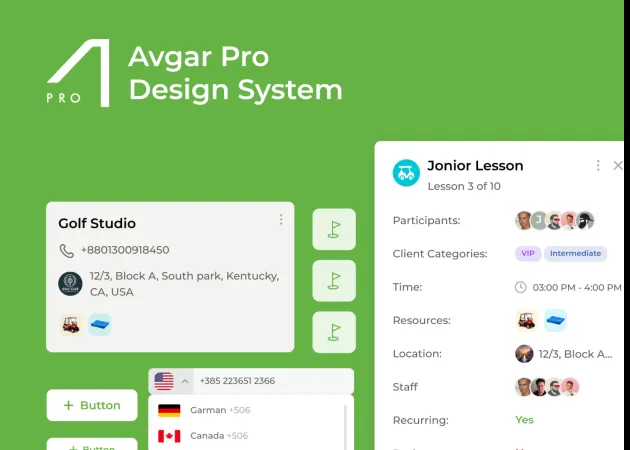 PRO
Avgar Pro
Design System
Golf Studio
+8801300918450
12/3, Block A, South park, Kentucky,
CA, USA
+385 223651 2366
Garman +506
Canada +506
+ Button
+ Button
Jonior Lesson
Lesson 3 of 10
Participants:
J
Client Categories: VIP Intermediate
Time: 03:00 PM - 4:00 PM
Resources:
Location: 12/3, Block A...
Staff
Recurring: Yes